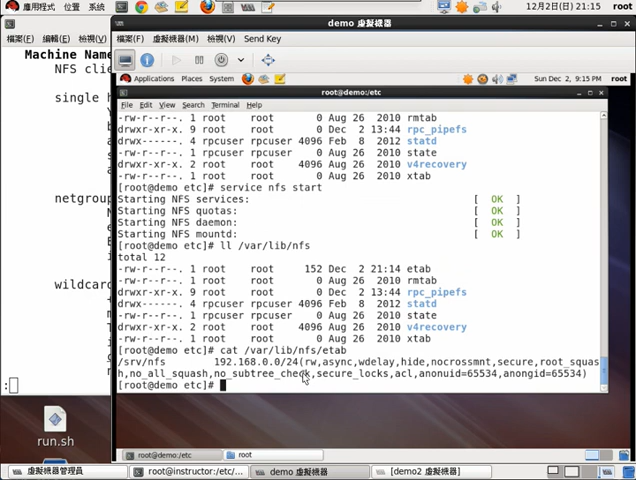 應用程式 位置 系統 12月2日(日) 21:15 root
demo 虛擬機器
檔案(F) 編輯(E) 檢視(V)
檔案(F) 虛擬機器(M) 檢視(V) Send Key
Machine Name
NFS clie
single h
netgroup
wildcard
Applications Places System Sun Dec 2, 9:15 PM root
root@demo:/etc
File Edit View Search Terminal Help
-rw-r--r--. 1 root root 0 Aug 26 2010 rmtab
drwxr-xr-x. 9 root root 0 Dec 2 13:44 rpc_pipefs
drwx------. 4 rpcuser rpcuser 4096 Feb 8 2012 statd
-rw-r--r--. 1 root root 0 Aug 26 2010 state
drwxr-xr-x. 2 root root 4096 Aug 26 2010 v4recovery
-rw-r--r--. 1 root root 0 Aug 26 2010 xtab
[root@demo etc]# service nfs start
Starting NFS services: [ OK ]
Starting NFS quotas: [ OK ]
Starting NFS daemon: [ OK ]
Starting NFS mountd: [ OK ]
[root@demo etc]# ll /var/lib/nfs
total 12
-rw-r--r--. 1 root root 152 Dec 2 21:14 etab
-rw-r--r--. 1 root root 0 Aug 26 2010 rmtab
drwxr-xr-x. 9 root root 0 Dec 2 13:44 rpc_pipefs
drwx------. 4 rpcuser rpcuser 4096 Feb 8 2012 statd
-rw-r--r--. 1 root root 0 Aug 26 2010 state
drwxr-xr-x. 2 root root 4096 Aug 26 2010 v4recovery
-rw-r--r--. 1 root root 0 Aug 26 2010 xtab
[root@demo etc]# cat /var/lib/nfs/etab
/srv/nfs 192.168.0.0/24(rw,async,wdelay,hide,nocrossmnt,secure,root_squas
h,no_all_squash,no_subtree_check,secure_locks,acl,anonuid=65534,anongid=65534)
[root@demo etc]#
:
run.sh
root@demo:/etc root
虛擬機器管理員 root@instructor:/etc/... demo 虛擬機器 [demo2 虛擬機器]